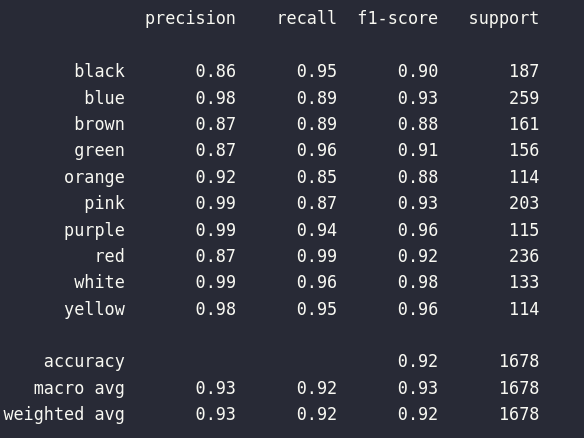 precision recall f1-score support
black 0.86 0.95 0.90 187
blue 0.98 0.89 0.93 259
brown 0.87 0.89 0.88 161
green 0.87 0.96 0.91 156
orange 0.92 0.85 0.88 114
pink 0.99 0.87 0.93 203
purple 0.99 0.94 0.96 115
red 0.87 0.99 0.92 236
white 0.99 0.96 0.98 133
yellow 0.98 0.95 0.96 114
accuracy 0.92 1678
macro avg 0.93 0.92 0.93 1678
weighted avg 0.93 0.92 0.92 1678